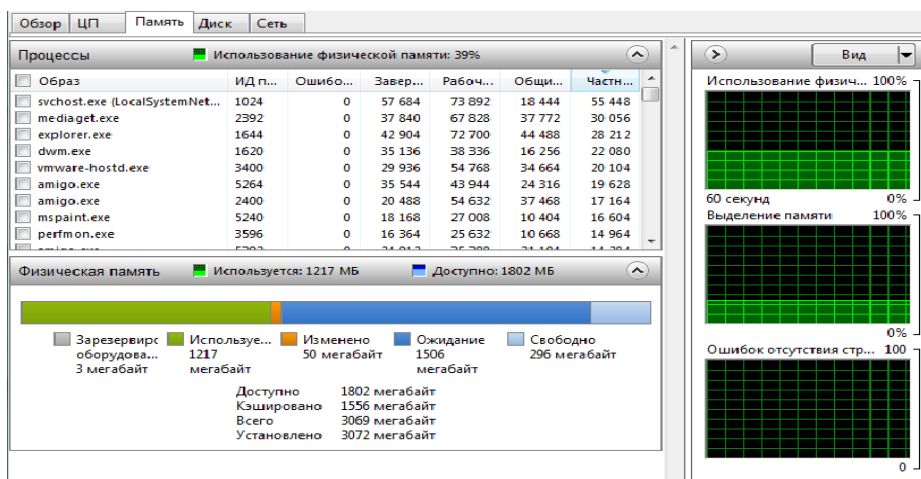 Обзор ЦП Память Диск Сеть
Процессы Использование физической памяти: 39%
Образ ИД п... Ошибо... Завер... Рабоч... Общи... Частн...
svchost.exe (LocalSystemNet... 1024 0 57 684 73 892 18 444 55 448
mediaget.exe 2392 0 37 840 67 828 37 772 30 056
explorer.exe 1644 0 42 904 72 700 44 488 28 212
dwm.exe 1620 0 35 136 38 336 16 256 22 080
vmware-hostd.exe 3400 0 29 936 54 768 34 664 20 104
amigo.exe 5264 0 35 544 43 944 24 316 19 628
amigo.exe 2400 0 20 488 54 632 37 468 17 164
mspaint.exe 5240 0 18 168 27 008 10 404 16 604
perfmon.exe 3596 0 16 364 25 632 10 668 14 964
Физическая память Используется: 1217 МБ Доступно: 1802 МБ
Зарезервирс Используе... Изменено Ожидание Свободно
оборудова... 1217 50 мегабайт 1506 296 мегабайт
3 мегабайт мегабайт мегабайт
Доступно 1802 мегабайт
Кэшировано 1556 мегабайт
Всего 3069 мегабайт
Установлено 3072 мегабайт
Вид
Использование физич... 100%
60 секунд 0%
Выделение памяти 100%
0%
Ошибок отсутствия стр... 100
0